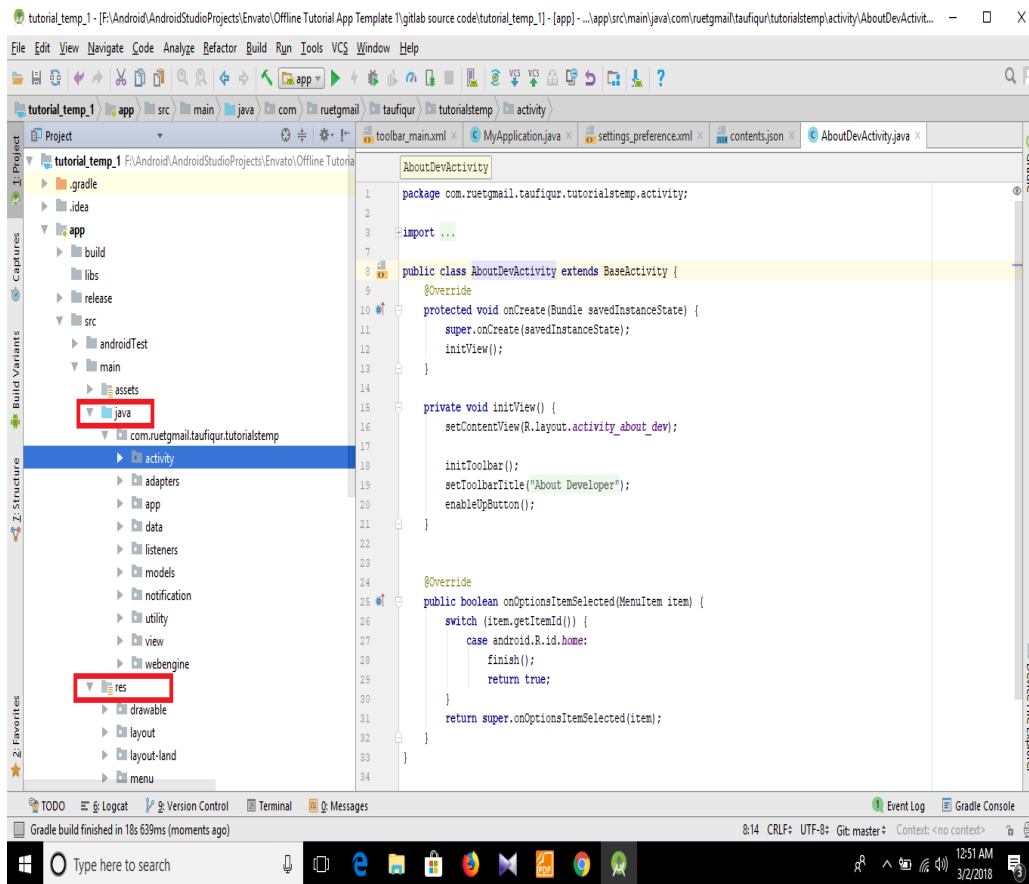 tutorial_temp_1 - [F:\Android\AndroidStudioProjects\Envato\Offline Tutorial App Template 1\gitlab source code\tutorial_temp_1] - [app] - ...\app\src\main\java\com\ruetgmail\taufiqur\tutorialstemp\activity\AboutDevActivit...
File Edit View Navigate Code Analyze Refactor Build Run Tools VCS Window Help
app
VCS VCS
tutorial_temp_1 app src main java com ruetgmail taufiqur tutorialstemp activity
Project
toolbar_main.xml MyApplication.java settings_preference.xml contents.json AboutDevActivity.java
1: Project
Captures
Build Variants
7: Structure
2: Favorites
tutorial_temp_1 F:\Android\AndroidStudioProjects\Envato\Offline Tutoria
.gradle
.idea
app
build
libs
release
src
androidTest
main
assets
java
com.ruetgmail.taufiqur.tutorialstemp
activity
adapters
app
data
listeners
models
notification
utility
view
webengine
res
drawable
layout
layout-land
menu
AboutDevActivity
1 package com.ruetgmail.taufiqur.tutorialstemp.activity;
2
3 import ...
7
8 public class AboutDevActivity extends BaseActivity {
9 @Override
10 protected void onCreate(Bundle savedInstanceState) {
11 super.onCreate(savedInstanceState);
12 initView();
13 }
14
15 private void initView() {
16 setContentView(R.layout.activity_about_dev);
17
18 initToolbar();
19 setToolbarTitle("About Developer");
20 enableUpButton();
21 }
22
23
24 @Override
25 public boolean onOptionsItemSelected(MenuItem item) {
26 switch (item.getItemId()) {
27 case android.R.id.home:
28 finish();
29 return true;
30 }
31 return super.onOptionsItemSelected(item);
32 }
33 }
34
TODO 6: Logcat 9: Version Control Terminal 0: Messages 1 Event Log Gradle Console
Gradle build finished in 18s 639ms (moments ago) 8:14 CRLF UTF-8 Git: master Context: <no context>
Type here to search
12:51 AM
3/2/2018
3